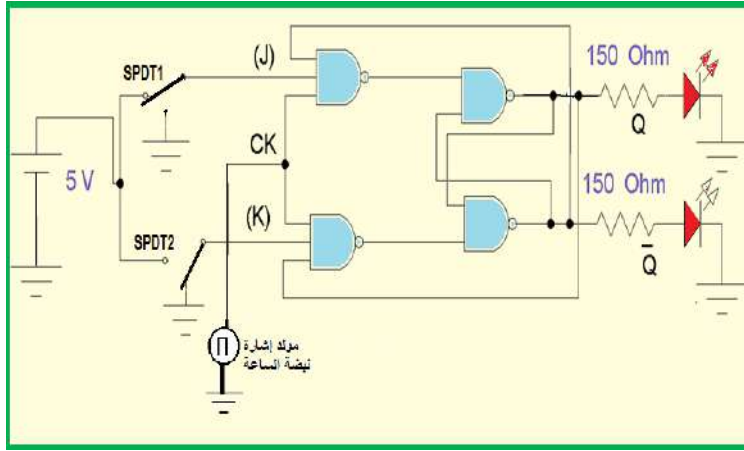 (J)
150 Ohm
SPDT1
Q
CK
5 V
150 Ohm
(K)
SPDT2
Q̅
مولد إشارة
نبضة الساعة